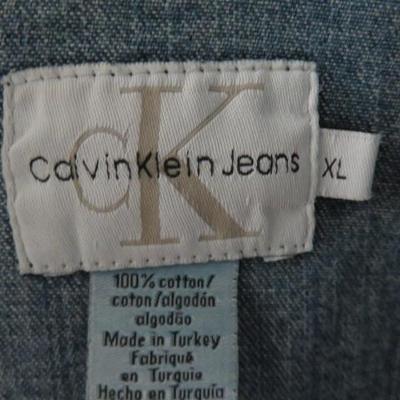 CK
Calvin Klein Jeans
XL
100% cotton/
coton/algodón
algodão
Made in Turkey
Fabriqué
en Turquie
Hecho en Turquía